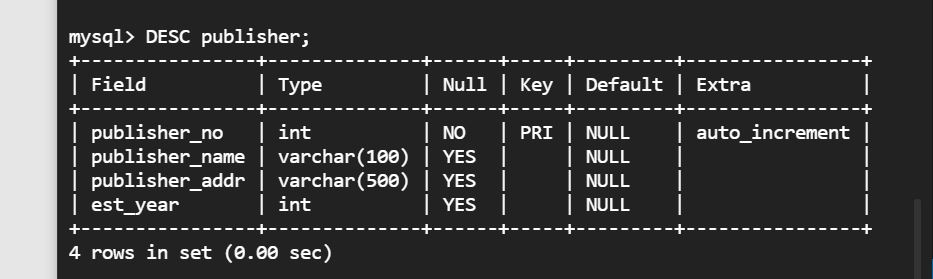 mysql> DESC publisher;
+----------------+--------------+------+-----+---------+----------------+
| Field          | Type         | Null | Key | Default | Extra          |
+----------------+--------------+------+-----+---------+----------------+
| publisher_no   | int          | NO   | PRI | NULL    | auto_increment |
| publisher_name | varchar(100) | YES  |     | NULL    |                |
| publisher_addr | varchar(500) | YES  |     | NULL    |                |
| est_year       | int          | YES  |     | NULL    |                |
+----------------+--------------+------+-----+---------+----------------+
4 rows in set (0.00 sec)